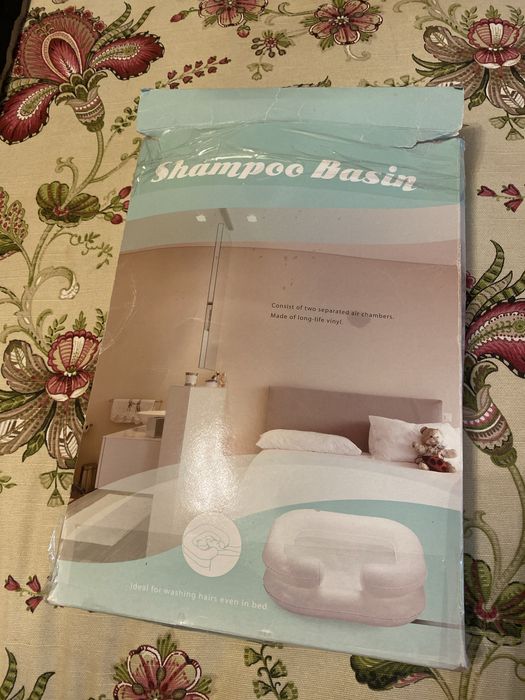 Shampoo Basin
Consist of two separated air chambers.
Made of long-life vinyl.
Ideal for washing hairs even in bed